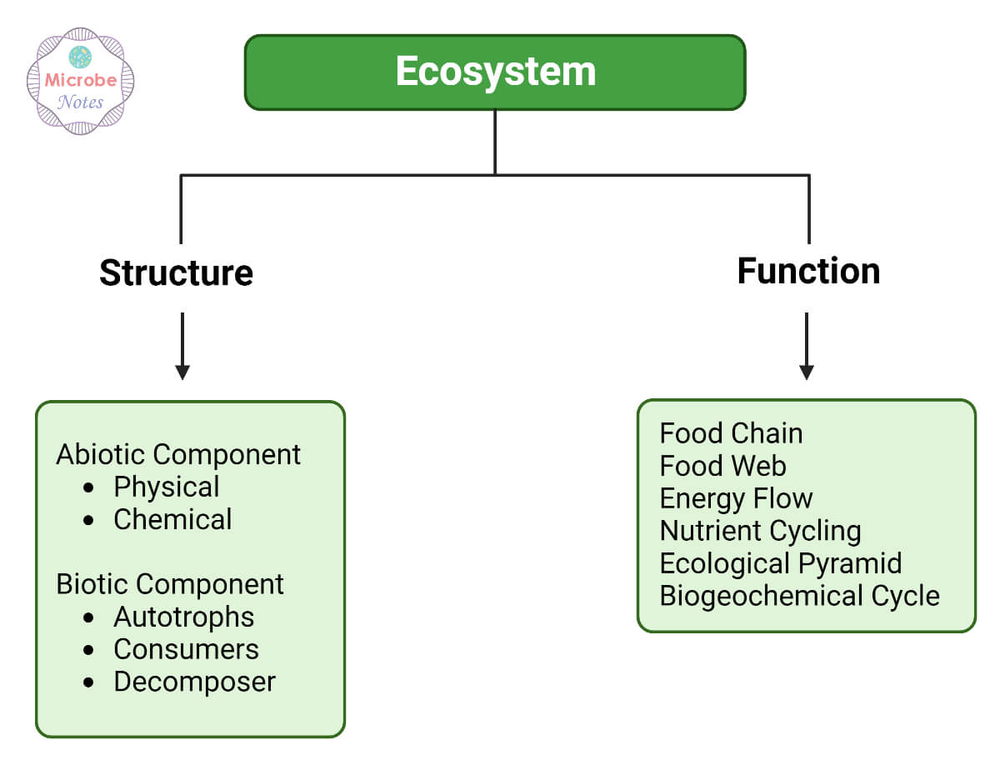 Microbe
Notes
Ecosystem
Structure
Function
Abiotic Component
• Physical
• Chemical
Biotic Component
• Autotrophs
• Consumers
• Decomposer
Food Chain
Food Web
Energy Flow
Nutrient Cycling
Ecological Pyramid
Biogeochemical Cycle